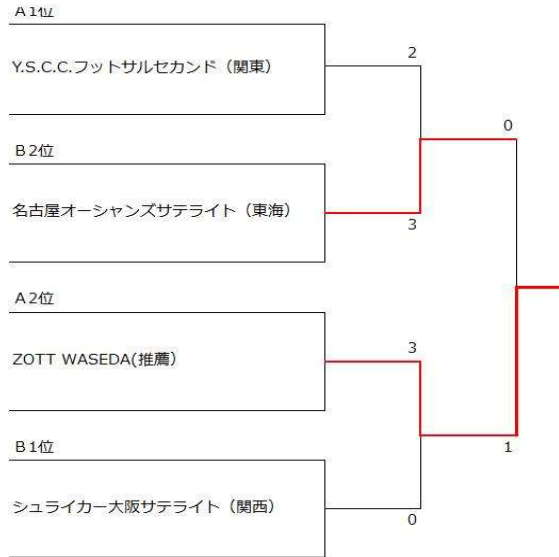 A1位
Y.S.C.C.フットサルセカンド（関東）
2
0
B2位
名古屋オーシャンズサテライト（東海）
3
A2位
3
ZOTT WASEDA(推薦）
B1位
1
シュライカー大阪サテライト（関西）
0